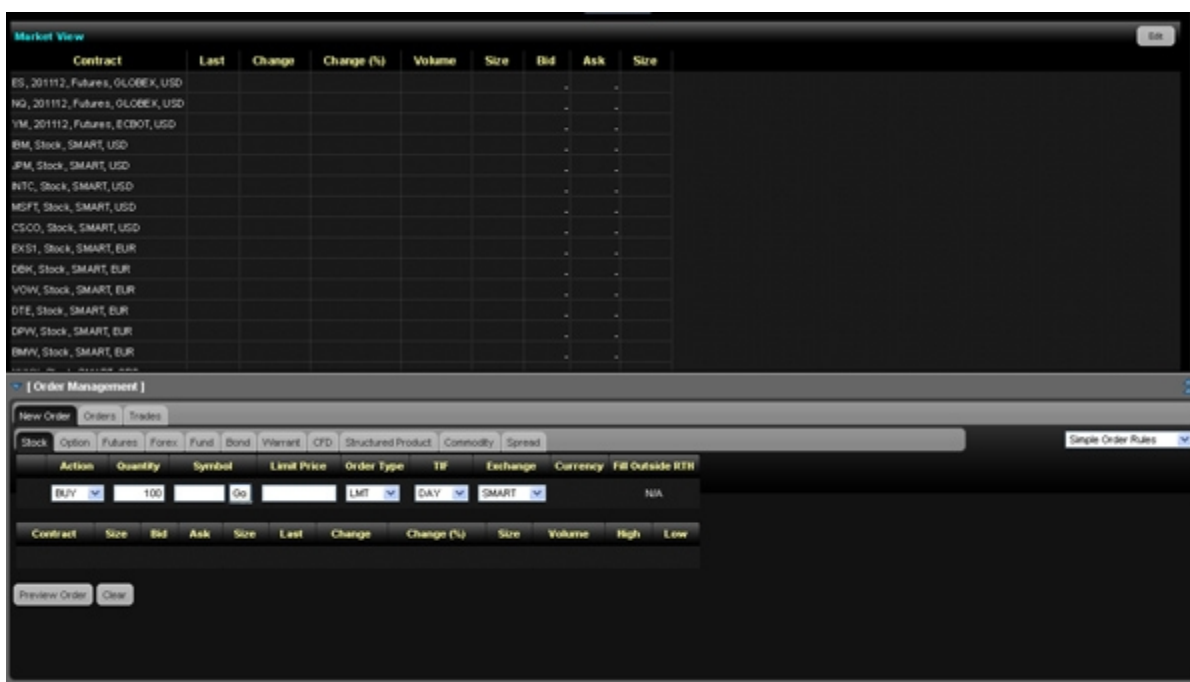 Market View Edit
Contract Last Change Change (%) Volume Size Bid Ask Size
ES, 201112, Futures, GLOBEX, USD
NQ, 201112, Futures, GLOBEX, USD
YM, 201112, Futures, ECBOT, USD
IBM, Stock, SMART, USD
JPM, Stock, SMART, USD
INTC, Stock, SMART, USD
MSFT, Stock, SMART, USD
CSCO, Stock, SMART, USD
EXS1, Stock, SMART, EUR
DBK, Stock, SMART, EUR
VOW, Stock, SMART, EUR
DTE, Stock, SMART, EUR
DPW, Stock, SMART, EUR
BMW, Stock, SMART, EUR
[ Order Management ]
New Order Orders Trades
Stock Option Futures Forex Fund Bond Warrant CFD Structured Product Commodity Spread Simple Order Rules
Action Quantity Symbol Limit Price Order Type TIF Exchange Currency Fill Outside RTH
BUY 100 Go LMT DAY SMART N/A
Contract Size Bid Ask Size Last Change Change (%) Size Volume High Low
Preview Order Clear